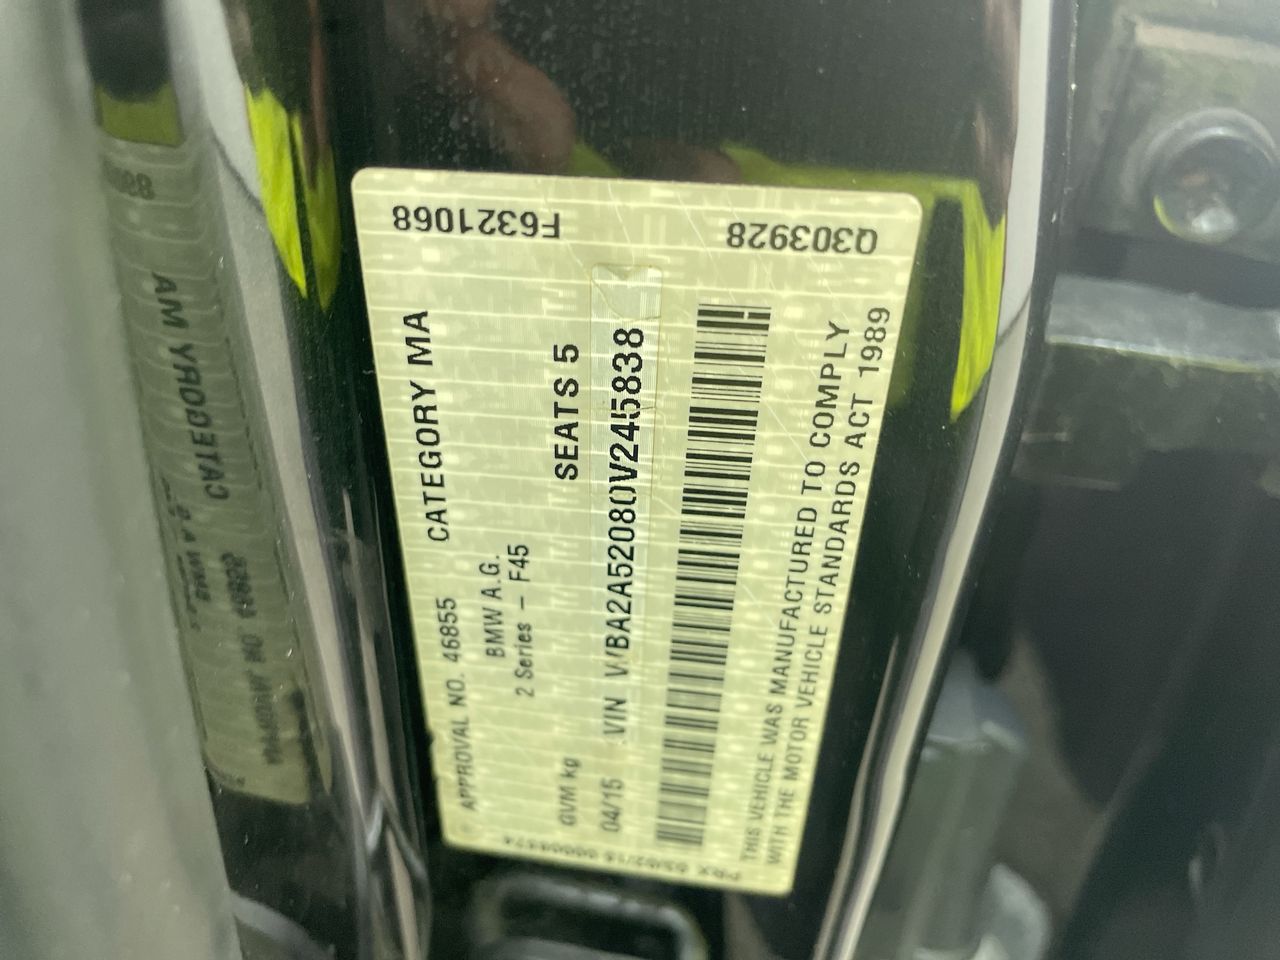 F6321068
Q303928
APPROVAL NO. 46855
CATEGORY MA
BMW A.G.
2 Series – F45
GVM kg
SEATS 5
04/15
VIN WBA2A52080V245838
THIS VEHICLE WAS MANUFACTURED TO COMPLY
WITH THE MOTOR VEHICLE STANDARDS ACT 1989
CATEGORY MA